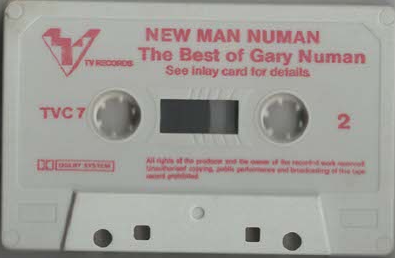 NEW MAN NUMAN
The Best of Gary Numan
TV RECORDS
See inlay card for details
TVC 7
2
DOLBY SYSTEM
All rights of the producer and the owner of the recorded work reserved
Unauthorised copying, public performance and broadcasting of this tape
record prohibited